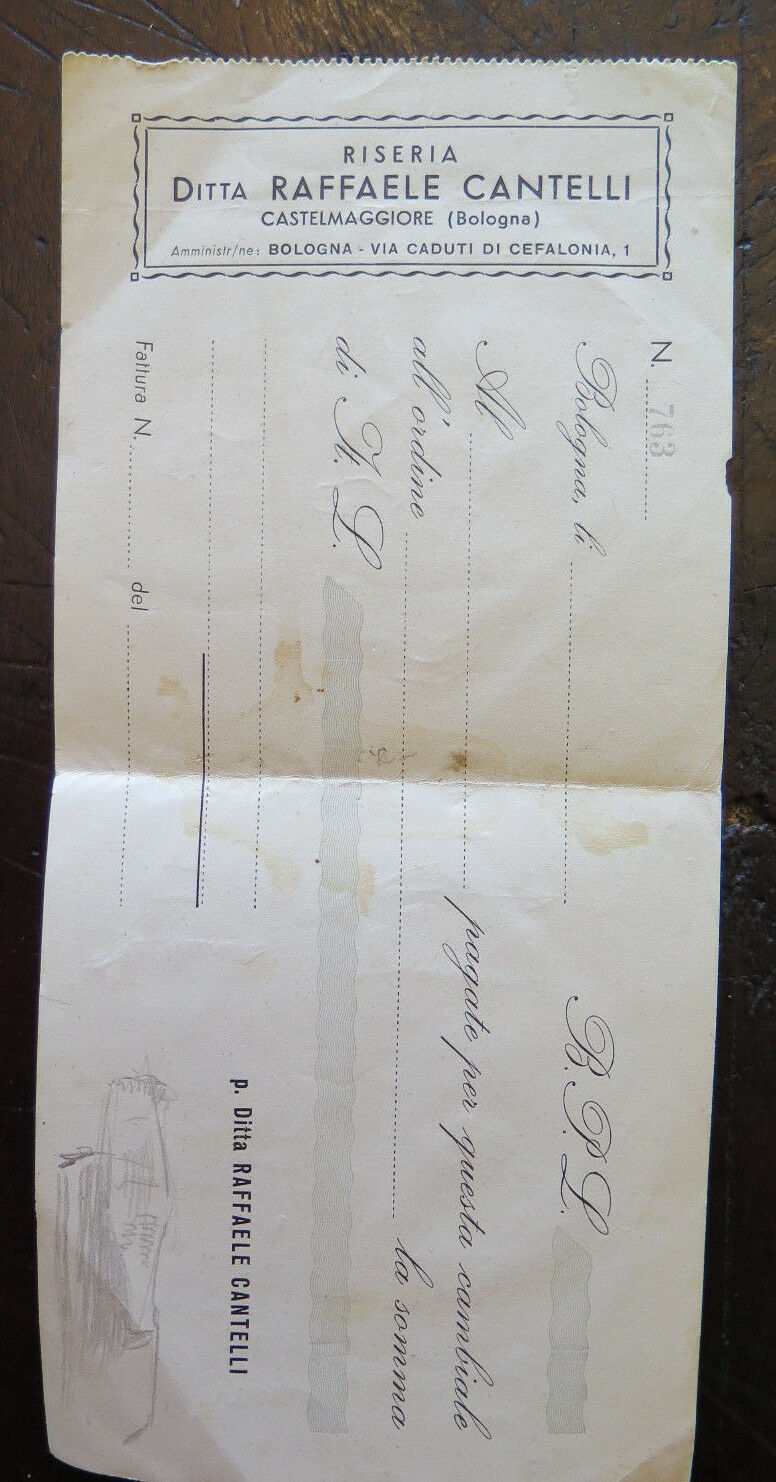 RISERIA
DITTA RAFFAELE CANTELLI
CASTELMAGGIORE (Bologna)
Amministr/ne: BOLOGNA - VIA CADUTI DI CEFALONIA, 1
N. 763
Bologna, li B. P. L.
Al pagate per questa cambiale
all' ordine la somma
di It. L.
p. Ditta RAFFAELE CANTELLI
Fattura N. del